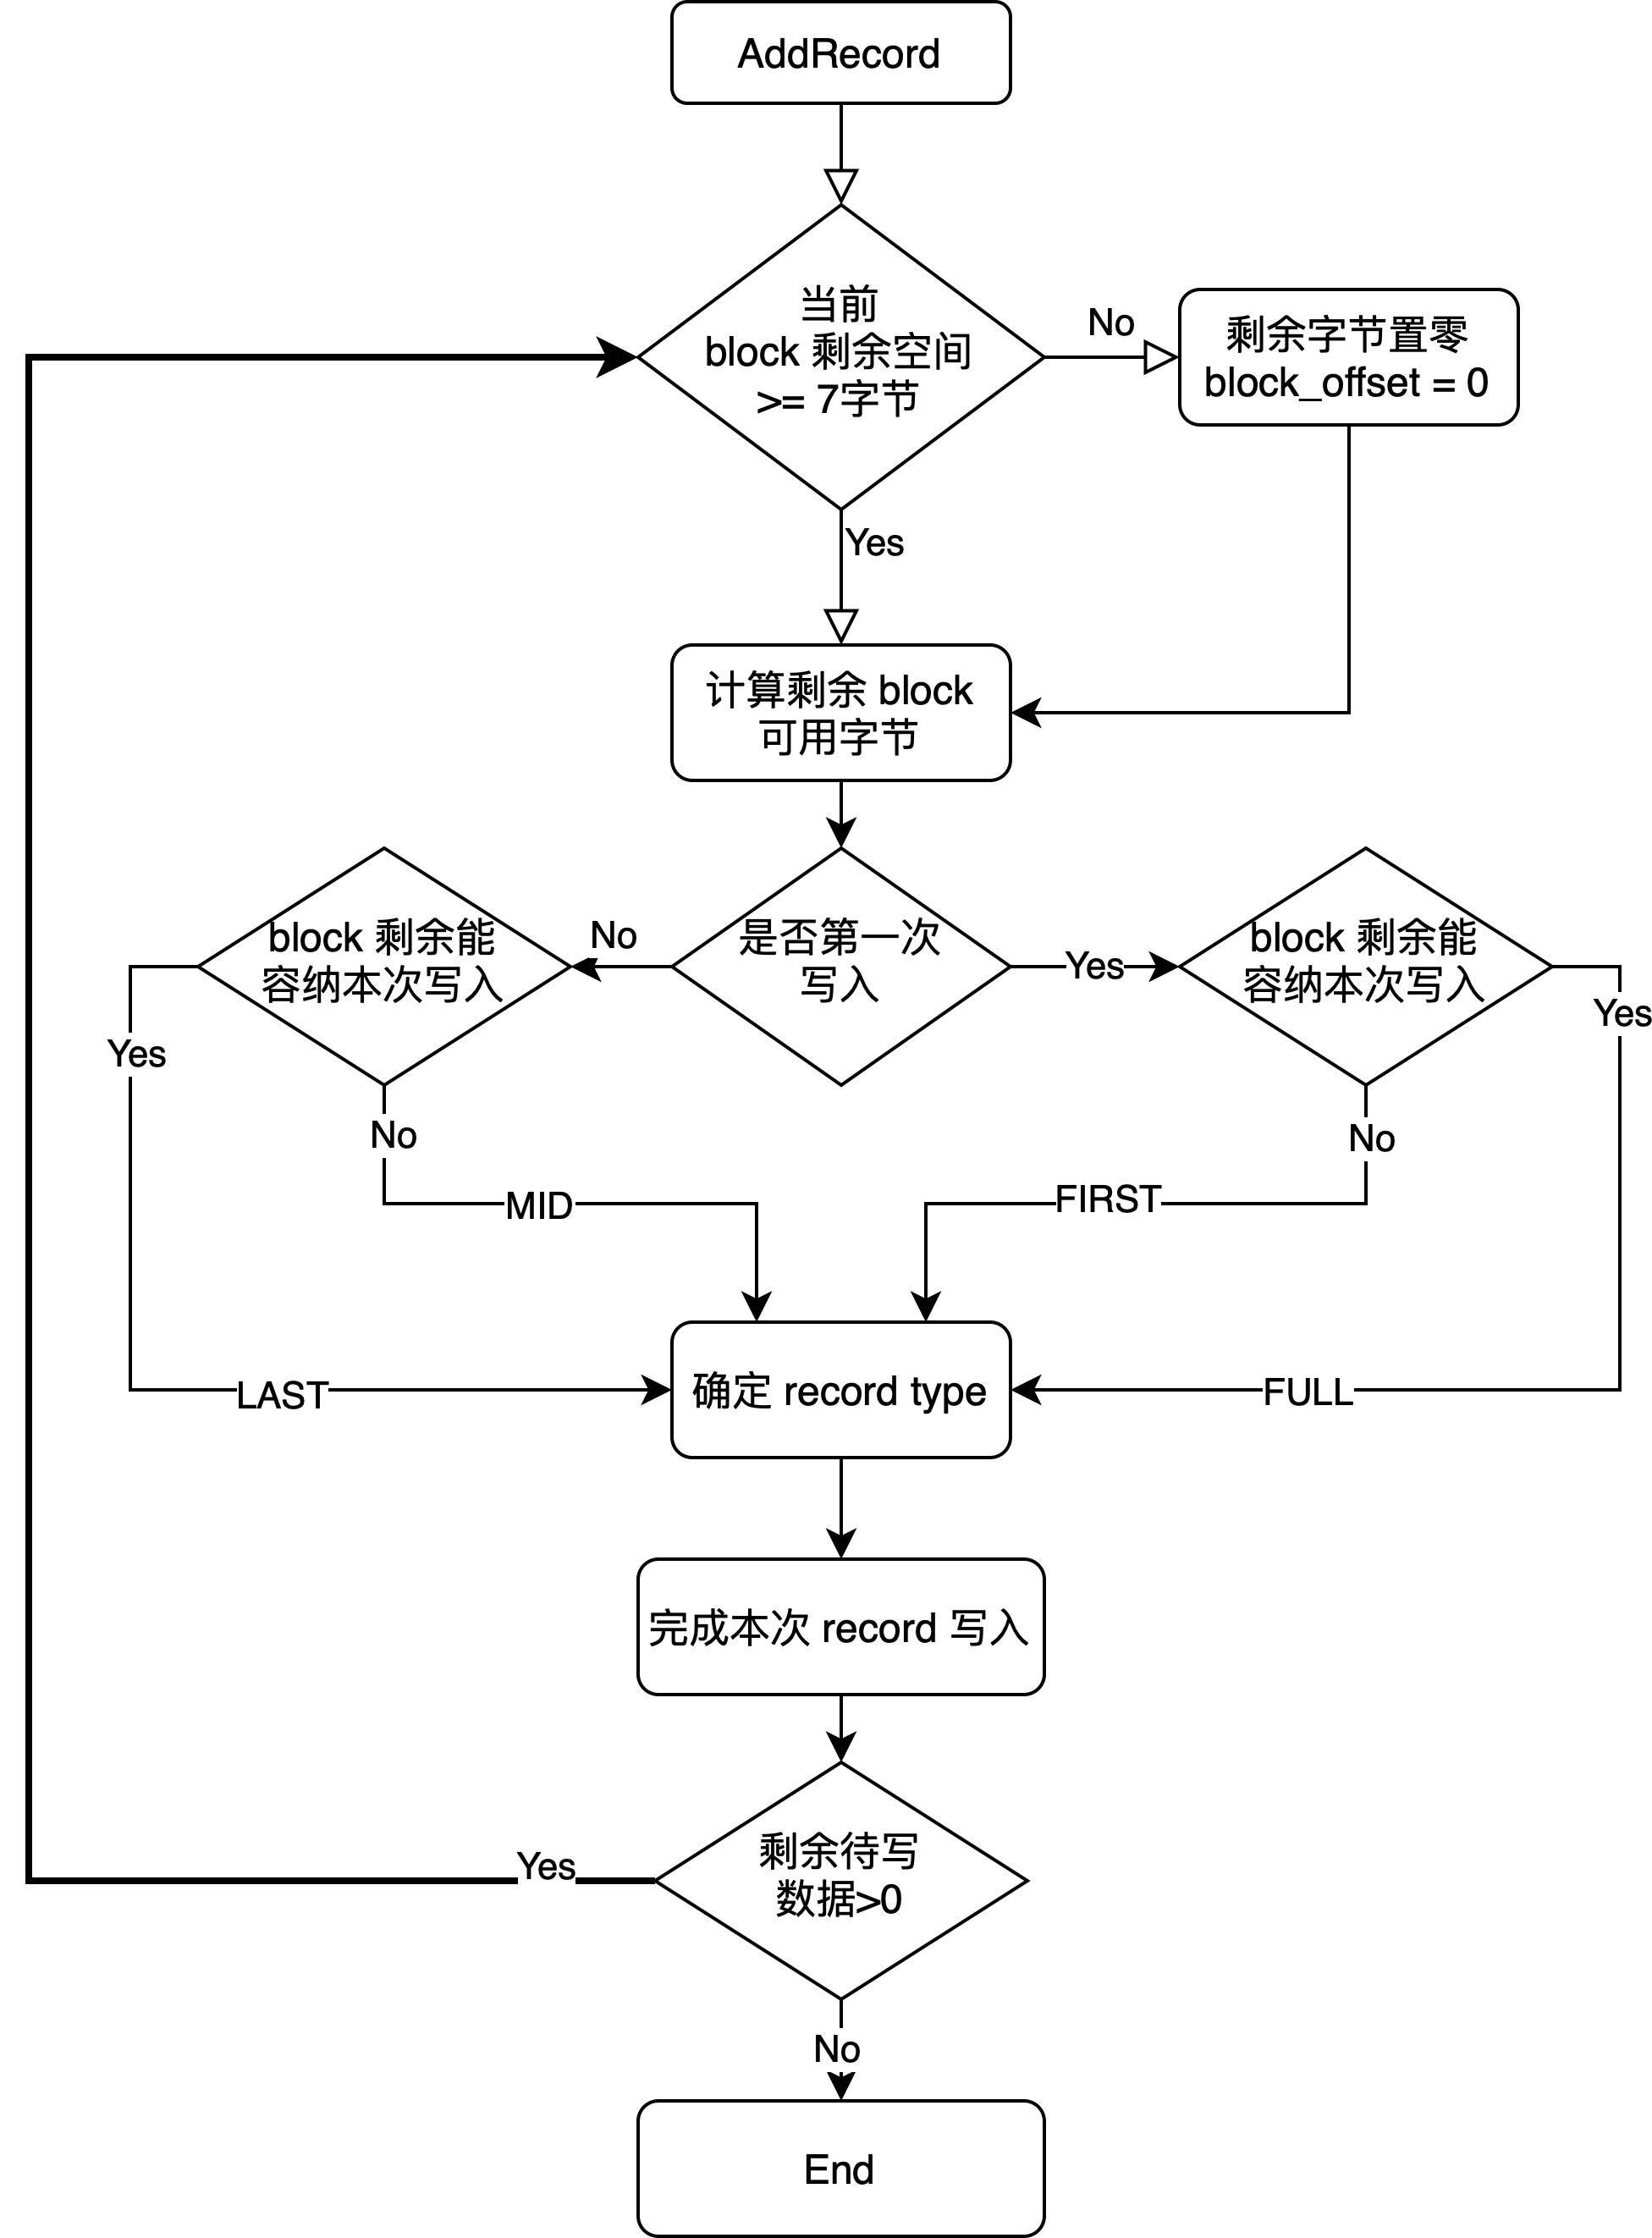 AddRecord
当前
block 剩余空间
>= 7字节
No
剩余字节置零
block_offset = 0
Yes
计算剩余 block
可用字节
block 剩余能
容纳本次写入
No
是否第一次
写入
Yes
block 剩余能
容纳本次写入
Yes
Yes
No
No
MID
FIRST
LAST
确定 record type
FULL
完成本次 record 写入
剩余待写
数据>0
Yes
No
End